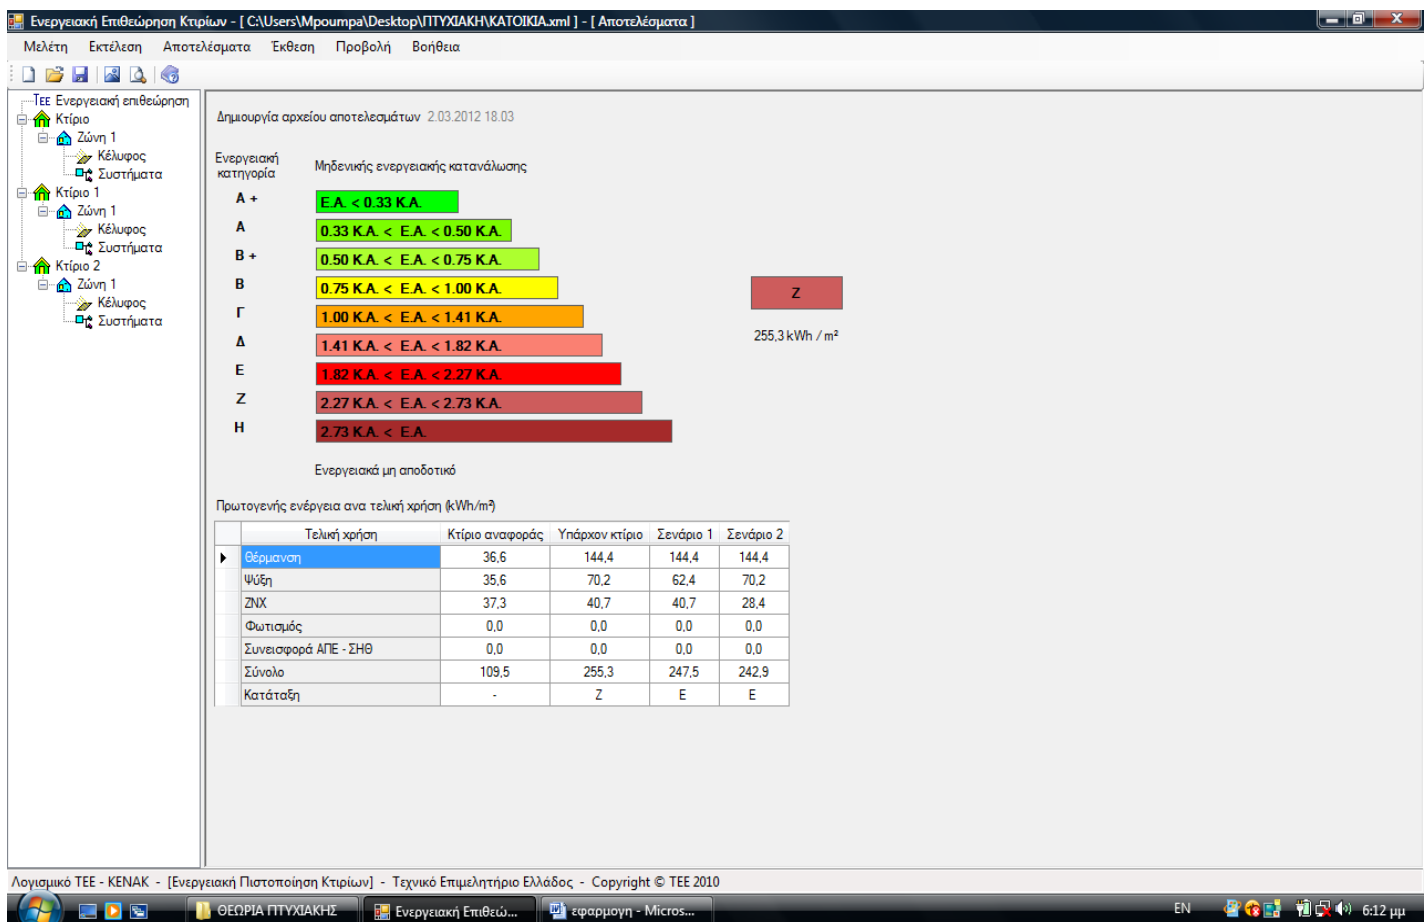 Ενεργειακή Επιθεώρηση Κτιρίων - [ C:\Users\Mpoumpa\Desktop\ΠΤΥΧΙΑΚΗ\ΚΑΤΟΙΚΙΑ.xml ] - [ Αποτελέσματα ]
Μελέτη Εκτέλεση Αποτελέσματα Έκθεση Προβολή Βοήθεια
ΤΕΕ Ενεργειακή επιθεώρηση
Κτίριο
Ζώνη 1
Κέλυφος
Συστήματα
Κτίριο 1
Ζώνη 1
Κέλυφος
Συστήματα
Κτίριο 2
Ζώνη 1
Κέλυφος
Συστήματα
Δημιουργία αρχείου αποτελεσμάτων 2.03.2012 18.03
Ενεργειακή
κατηγορία
Μηδενικής ενεργειακής κατανάλωσης
Α + Ε.Α. < 0.33 Κ.Α.
Α 0.33 Κ.Α. < Ε.Α. < 0.50 Κ.Α.
Β + 0.50 Κ.Α. < Ε.Α. < 0.75 Κ.Α.
Β 0.75 Κ.Α. < Ε.Α. < 1.00 Κ.Α.
Γ 1.00 Κ.Α. < Ε.Α. < 1.41 Κ.Α.
Δ 1.41 Κ.Α. < Ε.Α. < 1.82 Κ.Α.
Ε 1.82 Κ.Α. < Ε.Α. < 2.27 Κ.Α.
Ζ 2.27 Κ.Α. < Ε.Α. < 2.73 Κ.Α.
Η 2.73 Κ.Α. < Ε.Α.
Ζ
255,3 kWh / m²
Ενεργειακά μη αποδοτικό
Πρωτογενής ενέργεια ανα τελική χρήση (kWh/m²)
Τελική χρήση Κτίριο αναφοράς Υπάρχον κτίριο Σενάριο 1 Σενάριο 2
Θέρμανση 36,6 144,4 144,4 144,4
Ψύξη 35,6 70,2 62,4 70,2
ΖΝΧ 37,3 40,7 40,7 28,4
Φωτισμός 0,0 0,0 0,0 0,0
Συνεισφορά ΑΠΕ - ΣΗΘ 0,0 0,0 0,0 0,0
Σύνολο 109,5 255,3 247,5 242,9
Κατάταξη - Ζ Ε Ε
Λογισμικό ΤΕΕ - ΚΕΝΑΚ - [Ενεργειακή Πιστοποίηση Κτιρίων] - Τεχνικό Επιμελητήριο Ελλάδος - Copyright © ΤΕΕ 2010
ΘΕΩΡΙΑ ΠΤΥΧΙΑΚΗΣ Ενεργειακή Επιθεώ... εφαρμογη - Micros... EN 6:12 μμ